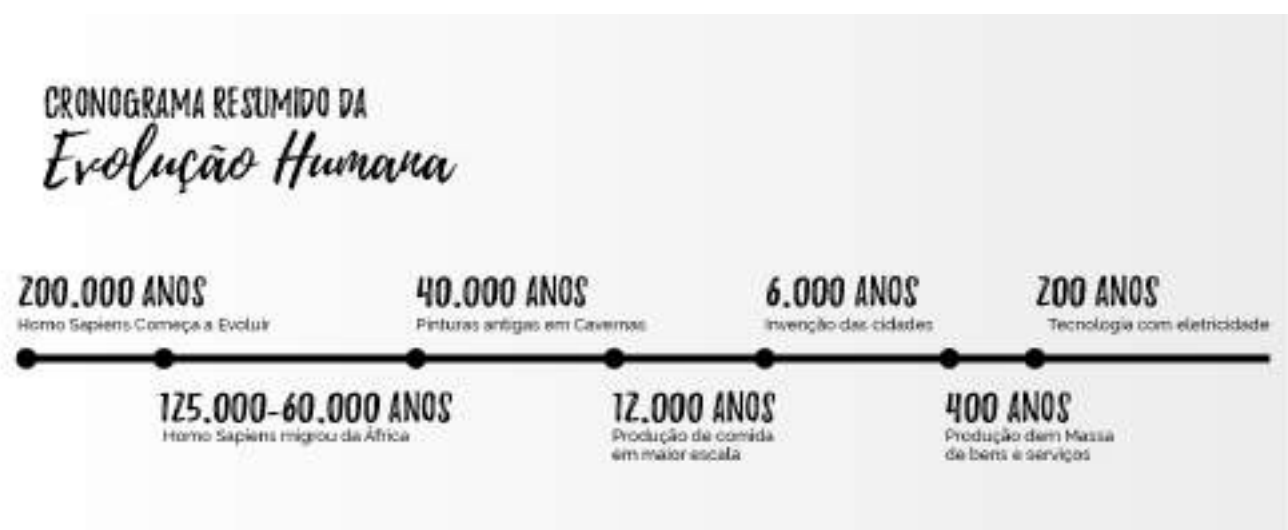 CRONOGRAMA RESUMIDO DA
Evolução Humana
200.000 ANOS
Homo Sapiens Começa a Evoluir
125.000-60.000 ANOS
Homo Sapiens migrou da África
40.000 ANOS
Pinturas antigas em Cavernas
12.000 ANOS
Produção de comida
em maior escala
6.000 ANOS
Invenção das cidades
400 ANOS
Produção dem Massa
de bens e serviços
200 ANOS
Tecnologia com eletricidade